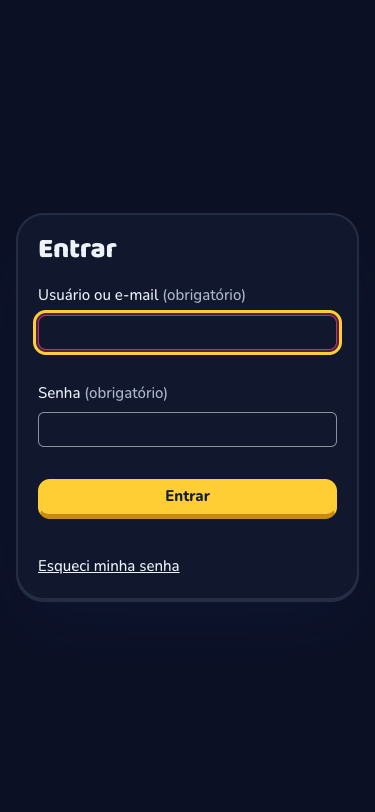 Entrar
Usuário ou e-mail (obrigatório)
Senha (obrigatório)
Entrar
Esqueci minha senha